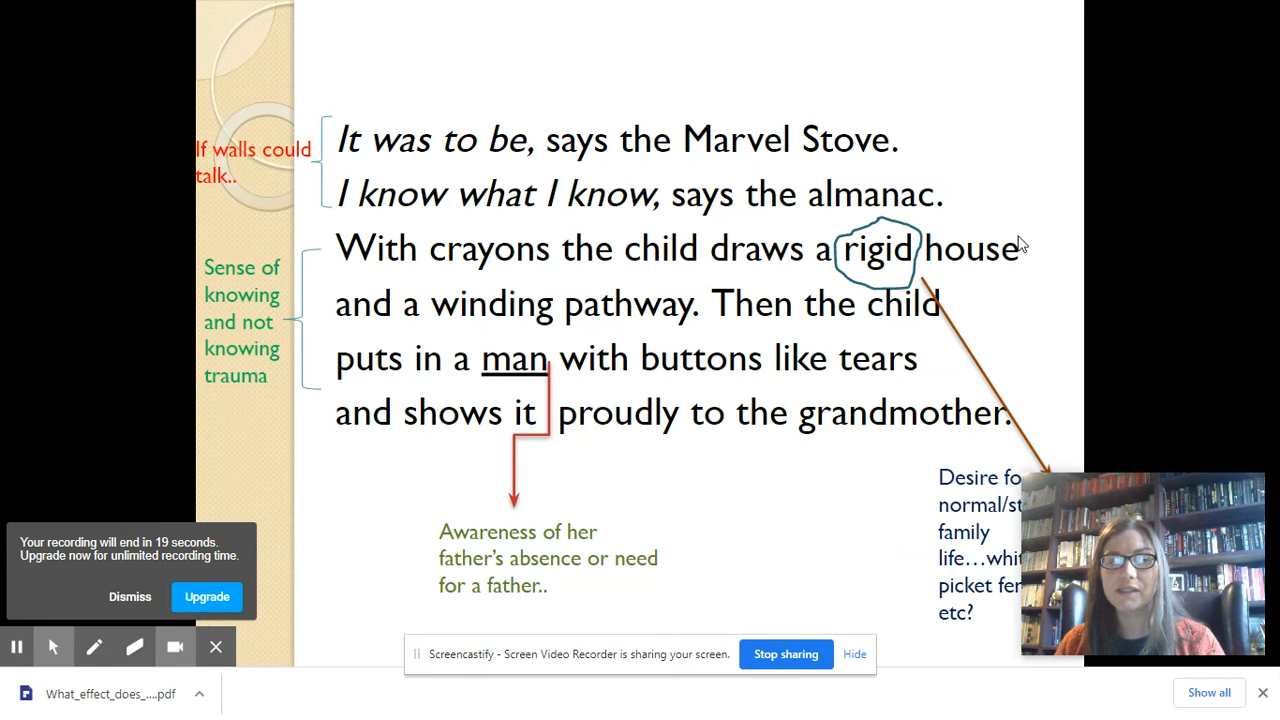 It was to be, says the Marvel Stove.
I know what I know, says the almanac.
With crayons the child draws a rigid house
and a winding pathway. Then the child
puts in a man with buttons like tears
and shows it proudly to the grandmother.
If walls could
talk..
Sense of
knowing
and not
knowing
trauma
Awareness of her
father's absence or need
for a father..
Desire fo
normal/st
family
life…whi
picket fe
etc?
Your recording will end in 19 seconds.
Upgrade now for unlimited recording time.
Dismiss
Upgrade
Screencastify - Screen Video Recorder is sharing your screen.
Stop sharing
Hide
What_effect_does_....pdf
Show all